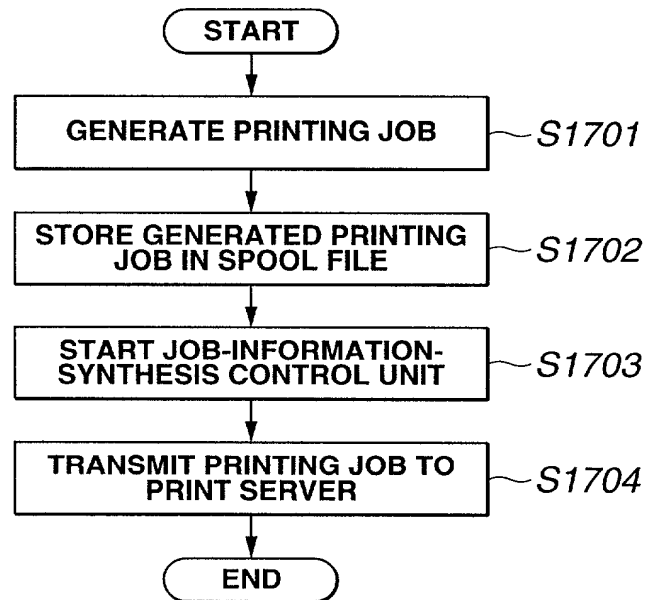 START
GENERATE PRINTING JOB
S1701
STORE GENERATED PRINTING
JOB IN SPOOL FILE
S1702
START JOB-INFORMATION-
SYNTHESIS CONTROL UNIT
S1703
TRANSMIT PRINTING JOB TO
PRINT SERVER
S1704
END